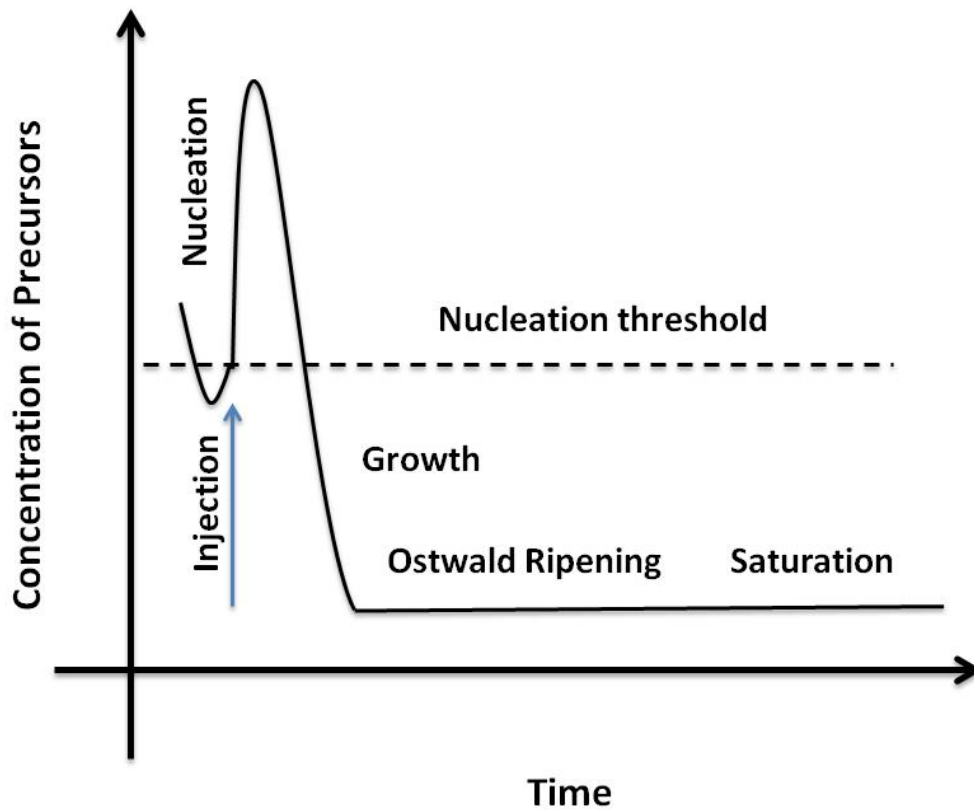 Concentration of Precursors
Nucleation
Nucleation threshold
Injection
Growth
Ostwald Ripening
Saturation
Time